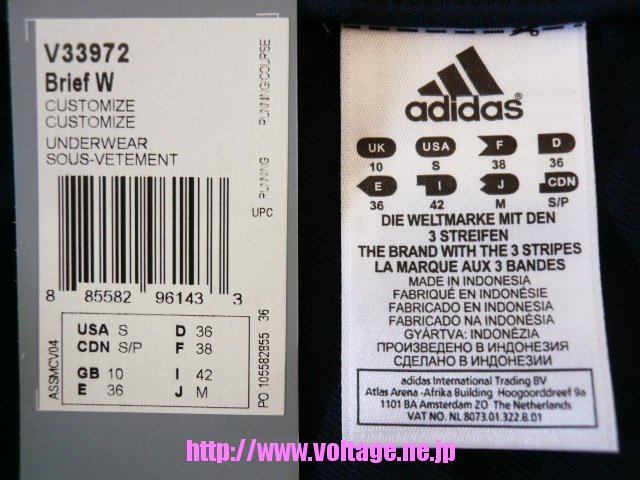 V33972
Brief W
CUSTOMIZE
CUSTOMIZE
UNDERWEAR
SOUS-VETEMENT
RUNNING/COURSE
RUNNING
UPC
8 85582 96143 3
USA S D 36
CDN S/P F 38
GB 10 I 42
E 36 J M
ASSMCV04
PO 105582855 36
adidas
UK USA F D
10 S 38 36
E I J CDN
36 42 M S/P
DIE WELTMARKE MIT DEN
3 STREIFEN
THE BRAND WITH THE 3 STRIPES
LA MARQUE AUX 3 BANDES
MADE IN INDONESIA
FABRIQUÉ EN INDONÉSIE
FABRICADO EN INDONESIA
FABRICADO NA INDONÉSIA
GYÁRTVA: INDONÉZIA
ПРОИЗВЕДЕНО В ИНДОНЕЗИЯ
СДЕЛАНО В ИНДОНЕЗИИ
adidas International Trading BV
Atlas Arena -Afrika Building Hoogoorddreef 9a
1101 BA Amsterdam ZO The Netherlands
VAT NO. NL 8073.01.322.B.01
http://www.voltage.ne.jp